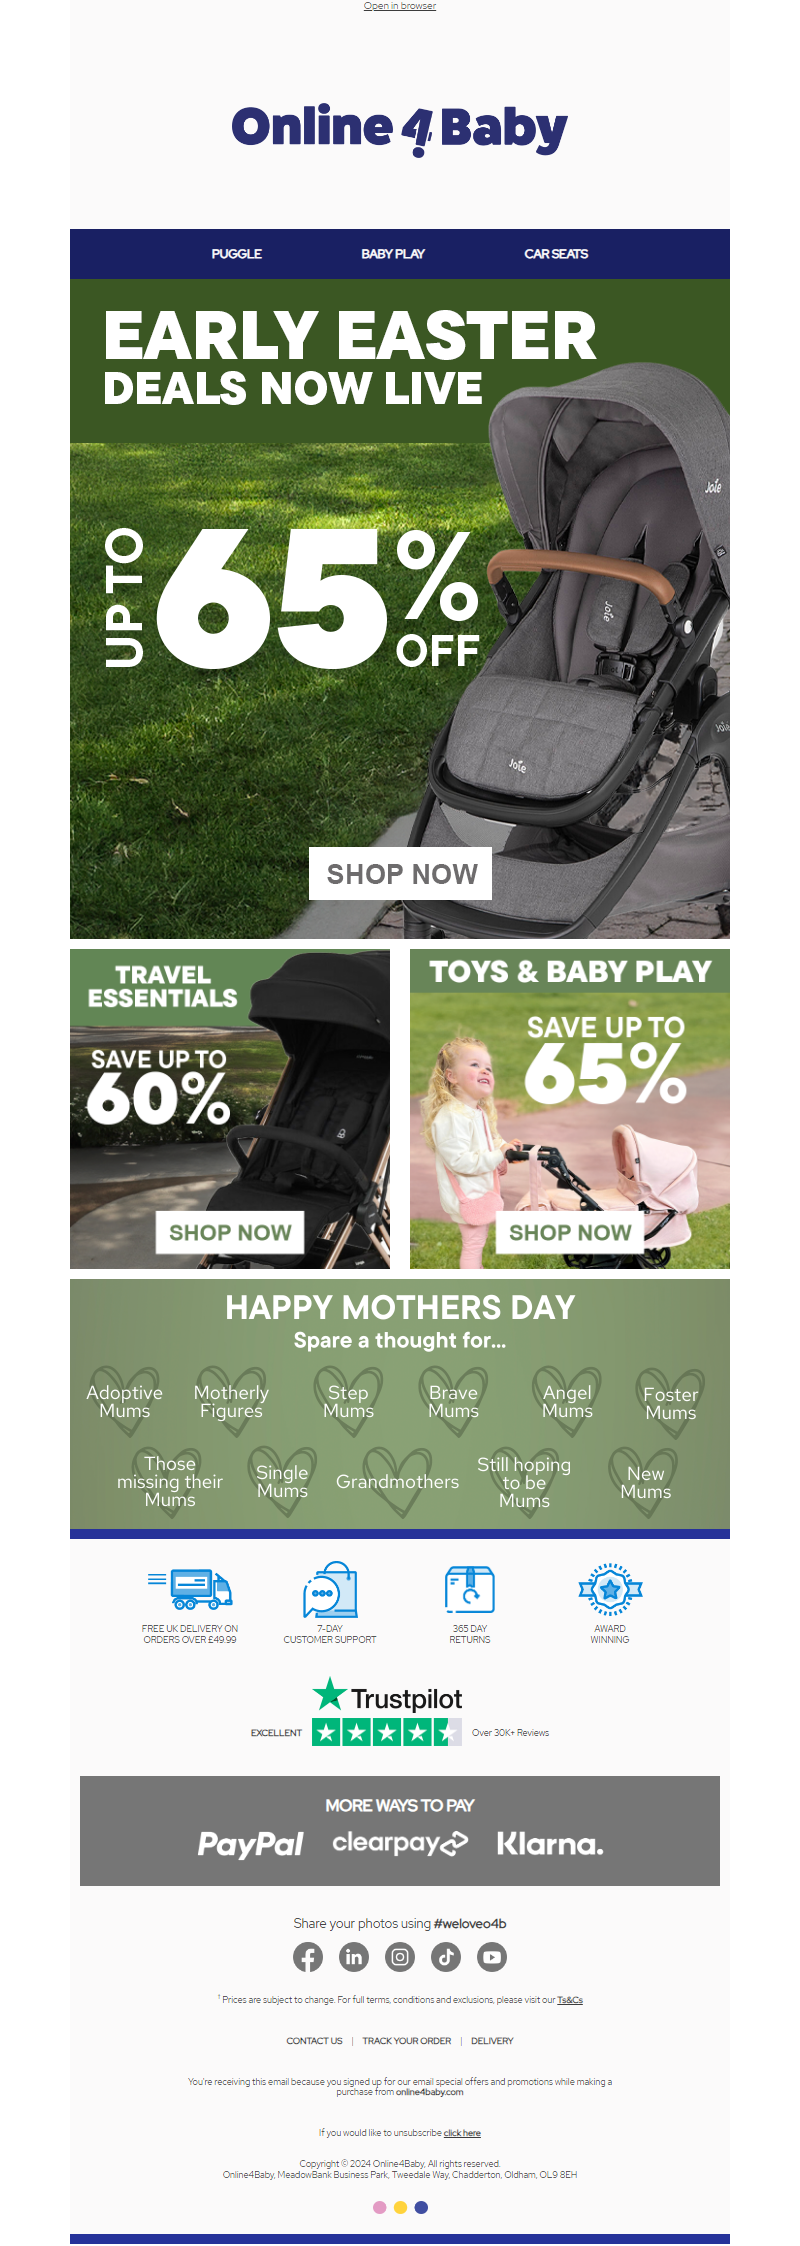 Open in browser
Online4Baby
PUGGLE BABY PLAY CAR SEATS
EARLY EASTER
DEALS NOW LIVE
UP TO 65% OFF
Joie
Joie
Joie
Joie
SHOP NOW
TRAVEL
ESSENTIALS
SAVE UP TO
60%
SHOP NOW
TOYS & BABY PLAY
SAVE UP TO
65%
SHOP NOW
HAPPY MOTHERS DAY
Spare a thought for...
Adoptive
Mums
Motherly
Figures
Step
Mums
Brave
Mums
Angel
Mums
Foster
Mums
Those
missing their
Mums
Single
Mums
Grandmothers
Still hoping
to be
Mums
New
Mums
FREE UK DELIVERY ON
ORDERS OVER £49.99
7-DAY
CUSTOMER SUPPORT
365 DAY
RETURNS
AWARD
WINNING
Trustpilot
EXCELLENT Over 30K+ Reviews
MORE WAYS TO PAY
PayPal clearpay Klarna.
Share your photos using #weloveo4b
¹ Prices are subject to change. For full terms, conditions and exclusions, please visit our Ts&Cs
CONTACT US | TRACK YOUR ORDER | DELIVERY
You're receiving this email because you signed up for our email special offers and promotions while making a
purchase from online4baby.com
If you would like to unsubscribe click here
Copyright © 2024 Online4Baby, All rights reserved.
Online4Baby, MeadowBank Business Park, Tweedale Way, Chadderton, Oldham, OL9 8EH